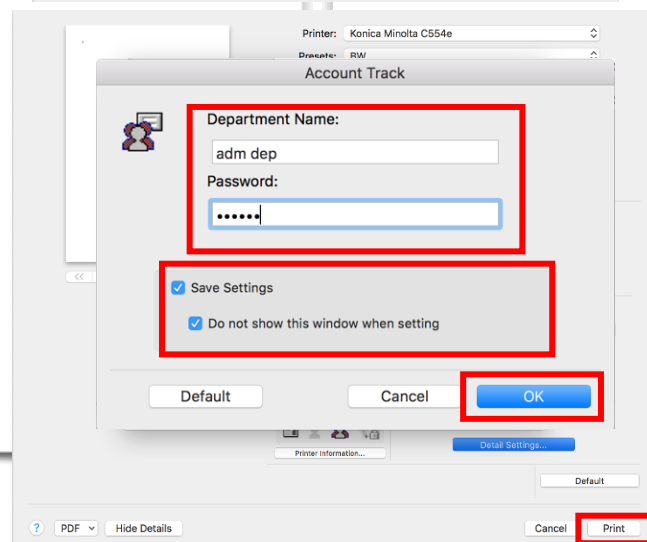 Printer: Konica Minolta C554e
Presets: BW
Account Track
Department Name:
adm dep
Password:
••••••
<<
Save Settings
Do not show this window when setting
Default Cancel OK
Printer Information... Detail Settings...
Default
? PDF Hide Details Cancel Print